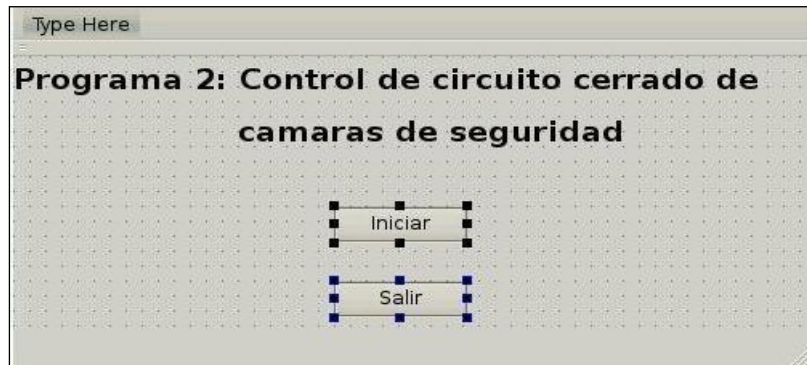 Type Here
Programa 2: Control de circuito cerrado de
camaras de seguridad
Iniciar
Salir